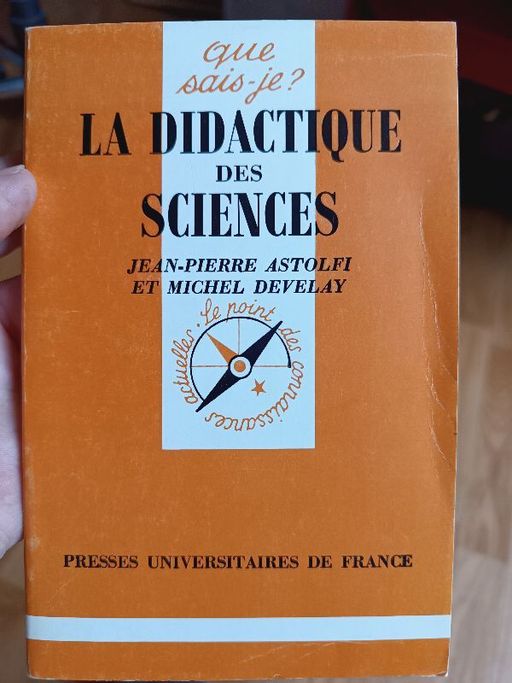 que
sais-je?
LA DIDACTIQUE
DES
SCIENCES
JEAN-PIERRE ASTOLFI
ET MICHEL DEVELAY
Le point des connaissances actuelles.
PRESSES UNIVERSITAIRES DE FRANCE